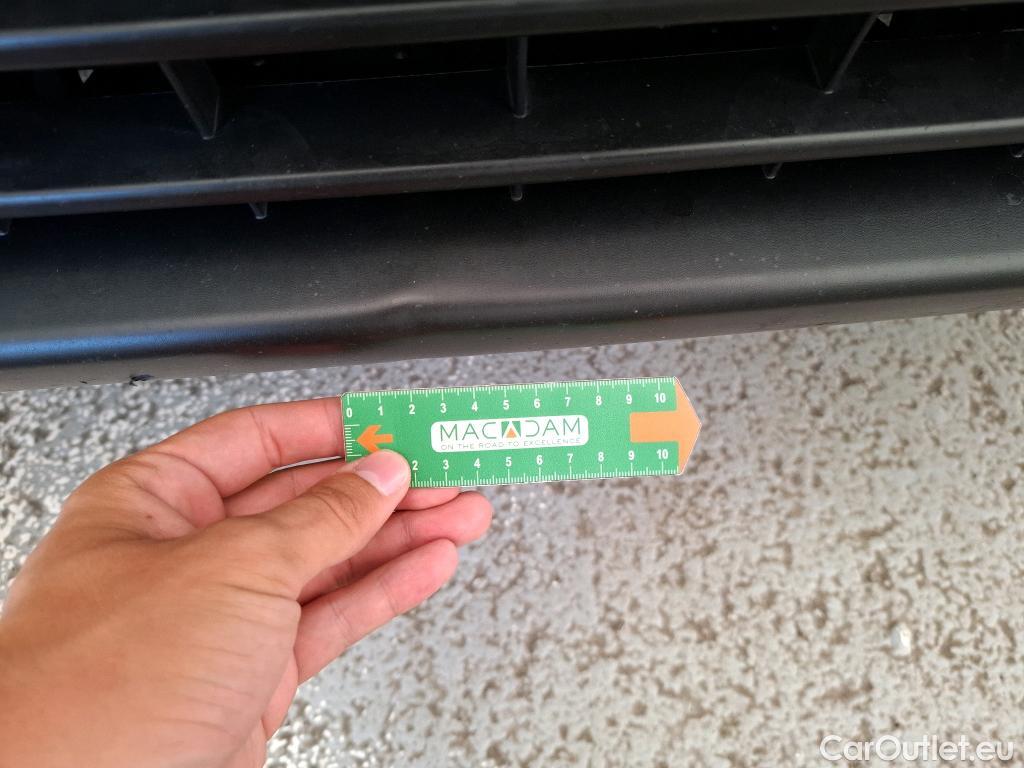 0 1 2 3 4 5 6 7 8 9 10
MACADAM
ON THE ROAD TO EXCELLENCE
2 3 4 5 6 7 8 9 10
CarOutlet.eu